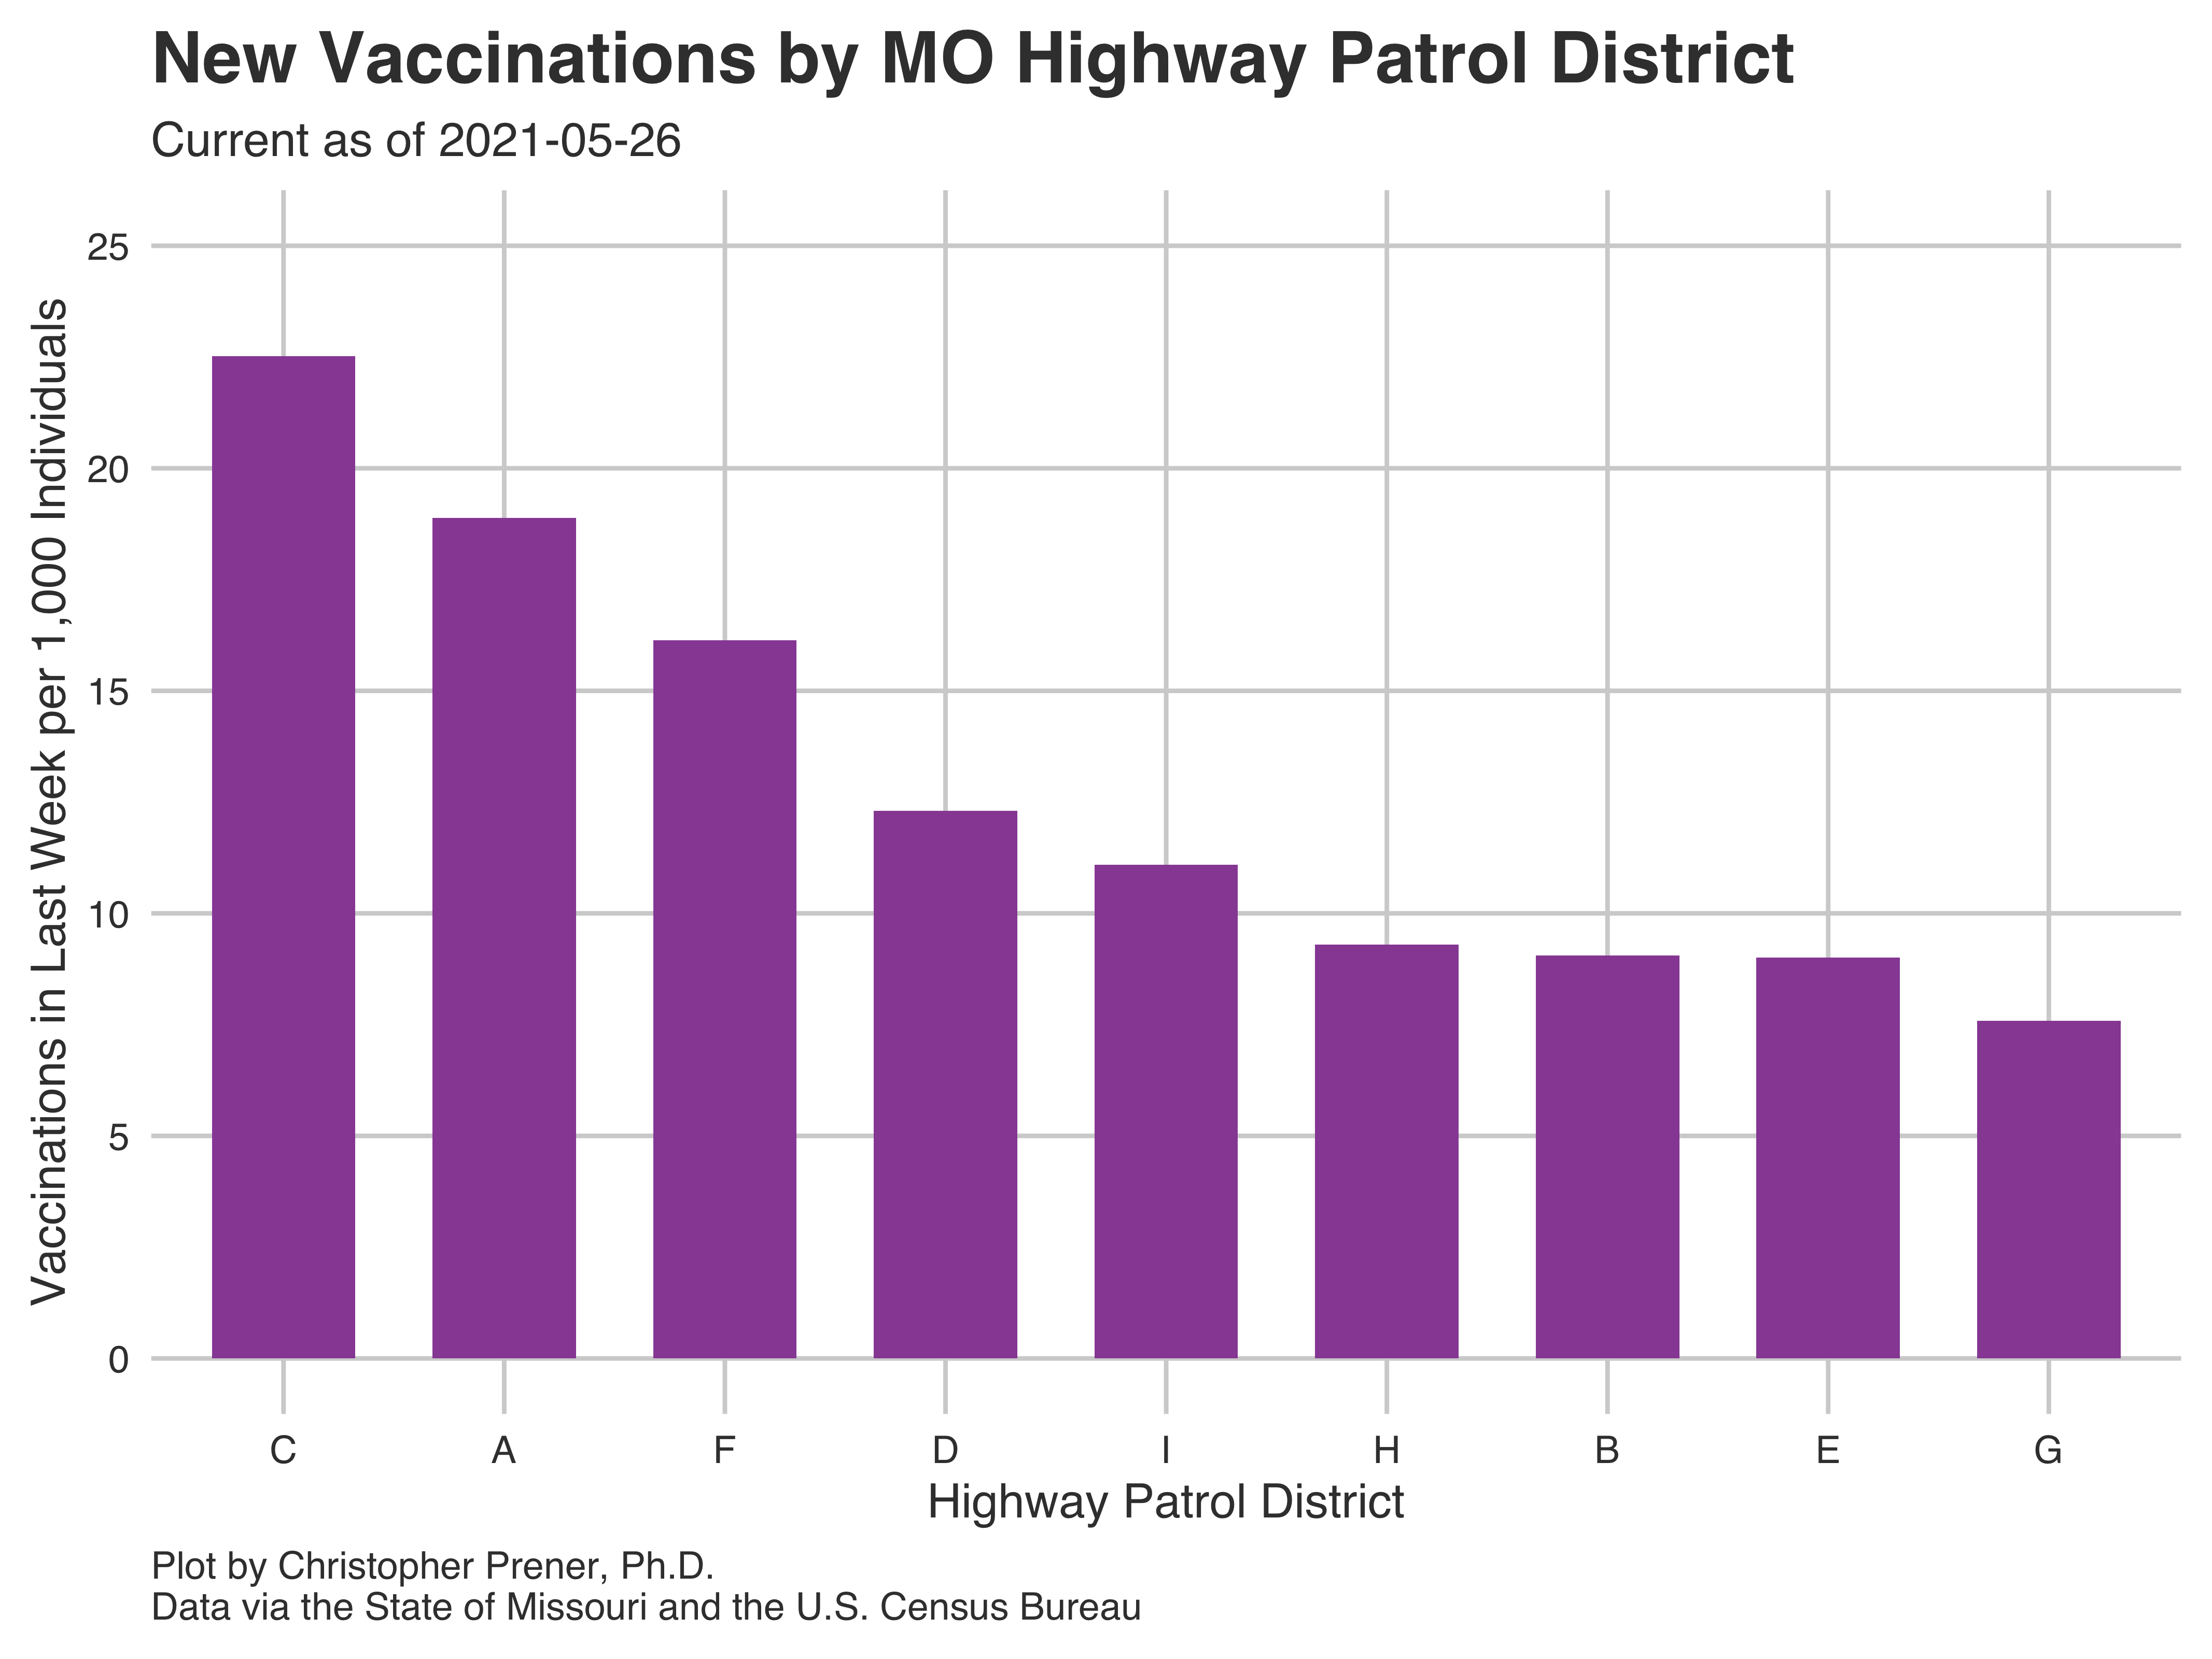 New Vaccinations by MO Highway Patrol District
Current as of 2021-05-26
Vaccinations in Last Week per 1,000 Individuals
25
20
15
10
5
0
C A F D I H B E G
Highway Patrol District
Plot by Christopher Prener, Ph.D.
Data via the State of Missouri and the U.S. Census Bureau